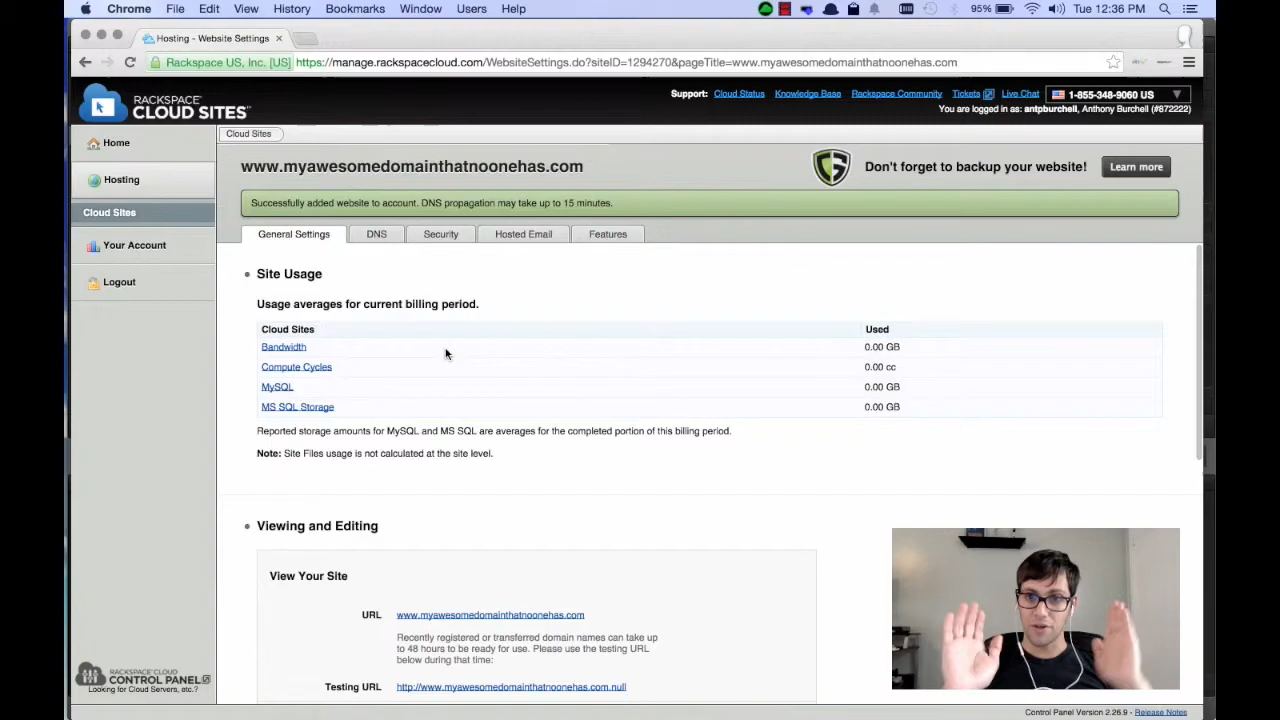 Chrome File Edit View History Bookmarks Window Users Help 95% Tue 12:36 PM
Hosting - Website Settings
Rackspace US, Inc. [US] https://manage.rackspacecloud.com/WebsiteSettings.do?siteID=1294270&pageTitle=www.myawesomedomainthatnoonehas.com
RACKSPACE® CLOUD SITES™
Support: Cloud Status Knowledge Base Rackspace Community Tickets Live Chat 1-855-348-9060 US
You are logged in as: antpburchell, Anthony Burchell (#872222)
Home
Hosting
Cloud Sites
Your Account
Logout
Cloud Sites
www.myawesomedomainthatnoonehas.com
Don't forget to backup your website! Learn more
Successfully added website to account. DNS propagation may take up to 15 minutes.
General Settings DNS Security Hosted Email Features
Site Usage
Usage averages for current billing period.
Cloud Sites Used
Bandwidth 0.00 GB
Compute Cycles 0.00 cc
MySQL 0.00 GB
MS SQL Storage 0.00 GB
Reported storage amounts for MySQL and MS SQL are averages for the completed portion of this billing period.
Note: Site Files usage is not calculated at the site level.
Viewing and Editing
View Your Site
URL www.myawesomedomainthatnoonehas.com
Recently registered or transferred domain names can take up
to 48 hours to be ready for use. Please use the testing URL
below during that time:
Testing URL http://www.myawesomedomainthatnoonehas.com.null
RACKSPACE® CLOUD
CONTROL PANEL
Looking for Cloud Servers, etc.?
Control Panel Version 2.26.9 - Release Notes